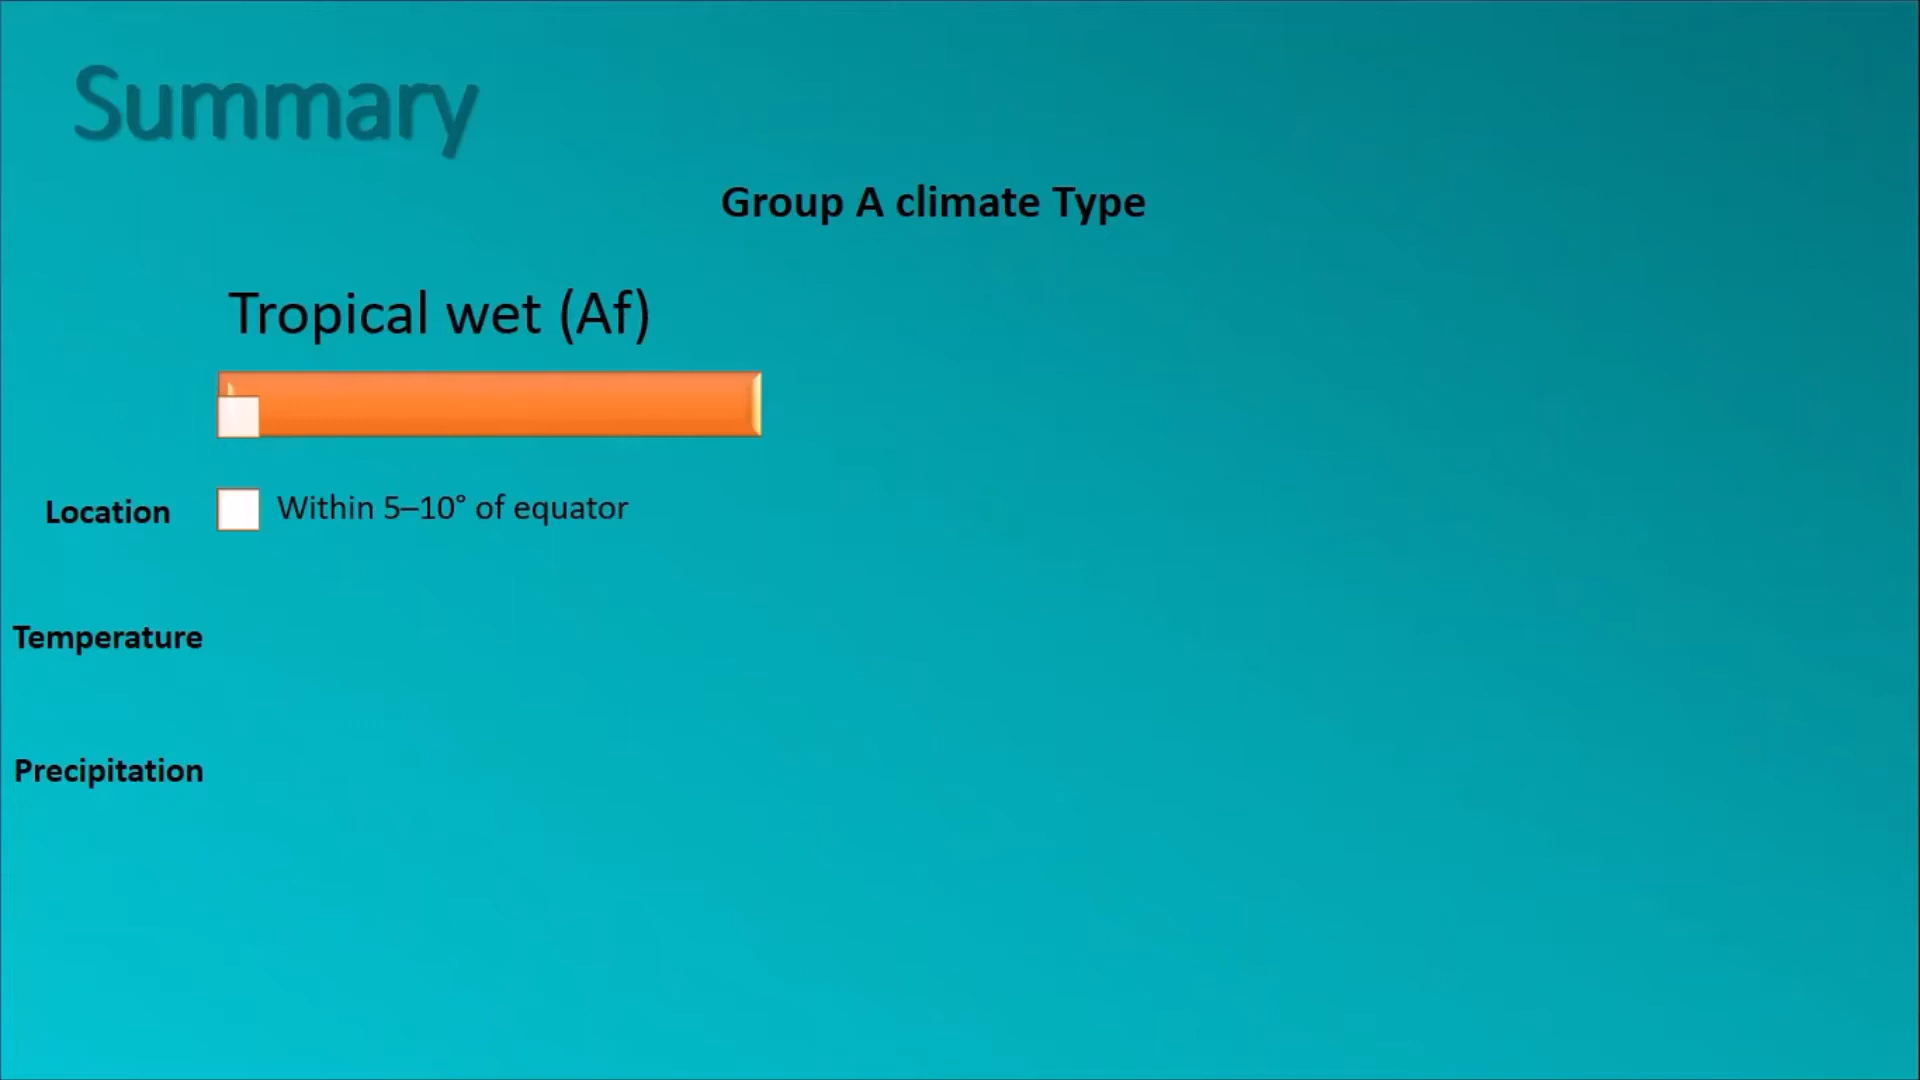 Summary
Group A climate Type
Tropical wet (Af)
Location
Within 5–10° of equator
Temperature
Precipitation